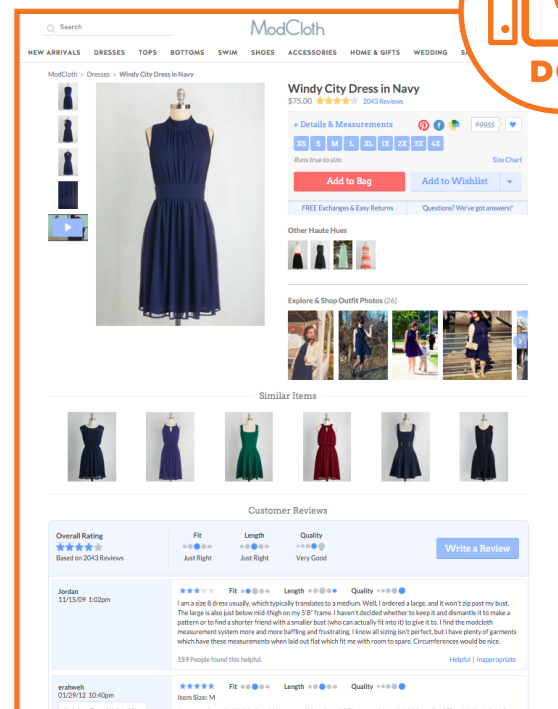 Search
ModCloth
NEW ARRIVALS DRESSES TOPS BOTTOMS SWIM SHOES ACCESSORIES HOME & GIFTS WEDDING
ModCloth › Dresses › Windy City Dress in Navy
Windy City Dress in Navy
$75.00 2043 Reviews
+ Details & Measurements 69955
XS S M L XL 1X 2X 3X 4X
Runs true to size. Size Chart
Add to Bag Add to Wishlist
FREE Exchanges & Easy Returns 'Questions? We've got answers!'
Other Haute Hues
Explore & Shop Outfit Photos (26)
Similar Items
Customer Reviews
Overall Rating Fit Length Quality
Based on 2043 Reviews Just Right Just Right Very Good
Write a Review
Jordan
11/15/09 1:02pm
Fit Length Quality
I am a size 8 dress usually, which typically translates to a medium. Well, I ordered a large, and it won't zip past my bust.
The large is also just below mid-thigh on my 5'8" frame. I haven't decided whether to keep it and dismantle it to make a
pattern or to find a shorter friend with a smaller bust (who can actually fit into it) to give it to. I find the modcloth
measurement system more and more baffling and frustrating. I know all sizing isn't perfect, but I have plenty of garments
which have these measurements when laid out flat which fit me with room to spare. Circumferences would be nice.
159 People found this helpful. Helpful | Inappropriate
erahweh
01/29/12 10:40pm
Fit Length Quality
Item Size: M